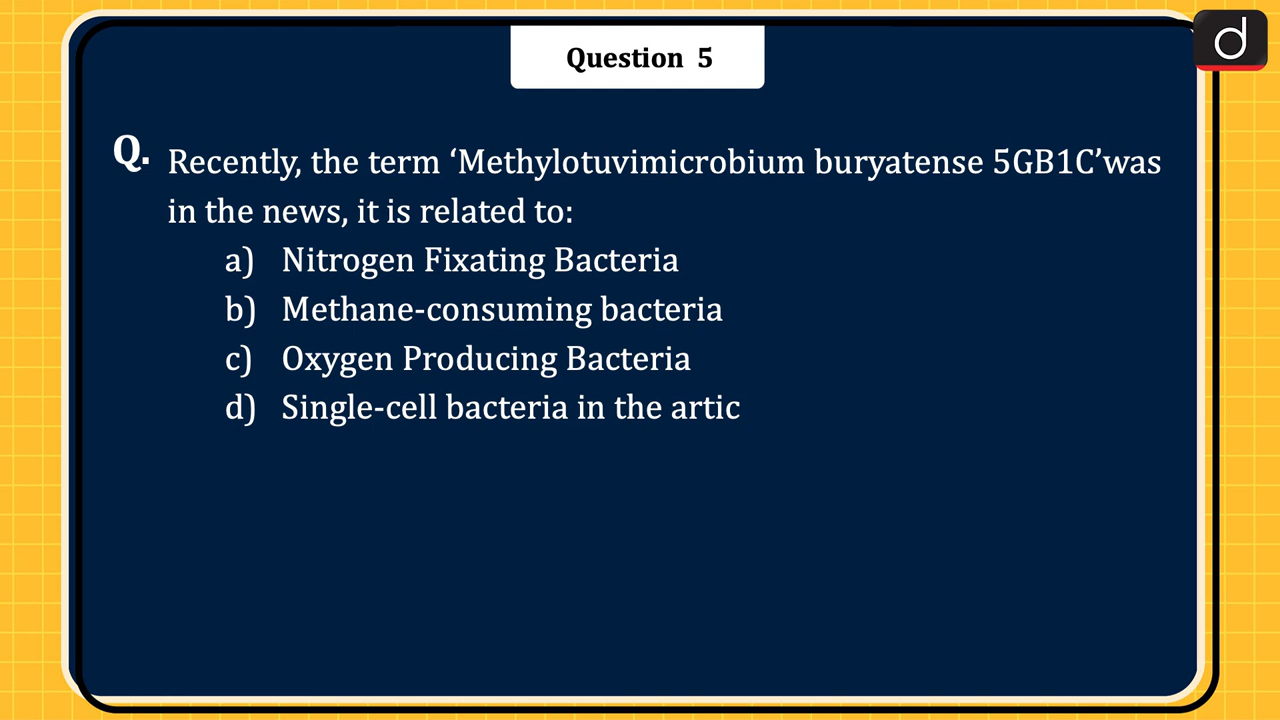 Question 5
d
Q. Recently, the term ‘Methylotuvimicrobium buryatense 5GB1C’was
in the news, it is related to:
a) Nitrogen Fixating Bacteria
b) Methane-consuming bacteria
c) Oxygen Producing Bacteria
d) Single-cell bacteria in the artic